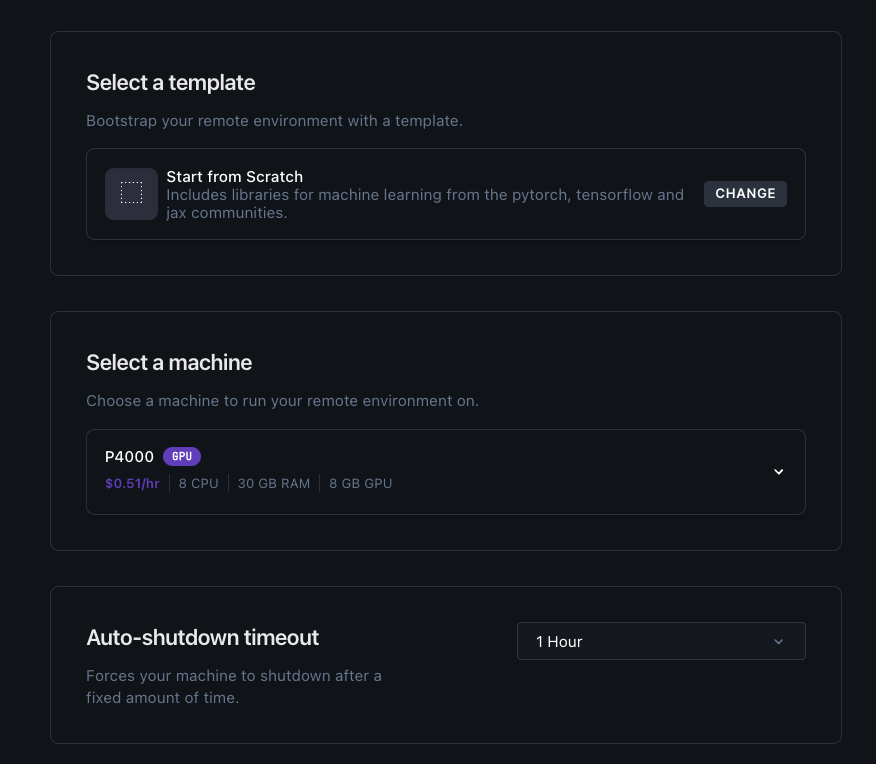 Select a template
Bootstrap your remote environment with a template.
Start from Scratch
Includes libraries for machine learning from the pytorch, tensorflow and
jax communities.
CHANGE
Select a machine
Choose a machine to run your remote environment on.
P4000 GPU
$0.51/hr 8 CPU 30 GB RAM 8 GB GPU
Auto-shutdown timeout
1 Hour
Forces your machine to shutdown after a
fixed amount of time.